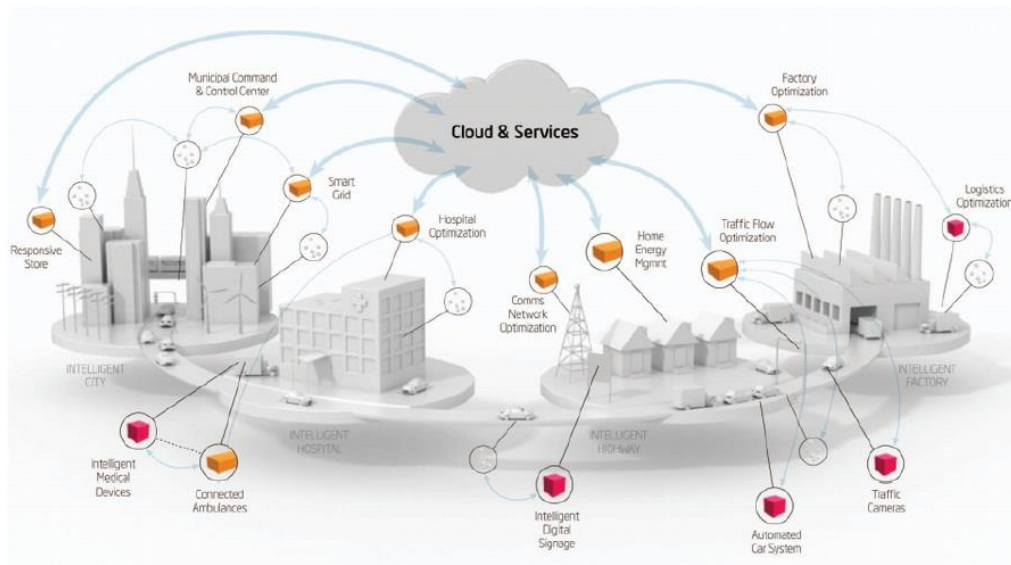 Municipal Command
& Control Center
Cloud & Services
Factory
Optimization
Smart
Grid
Logistics
Optimization
Responsive
Store
Hospital
Optimization
Home
Energy
Mgmnt
Traffic Flow
Optimization
Comms
Network
Optimization
INTELLIGENT
CITY
INTELLIGENT
FACTORY
INTELLIGENT
HOSPITAL
INTELLIGENT
HIGHWAY
Intelligent
Medical
Devices
Connected
Ambulances
Intelligent
Digital
Signage
Automated
Car System
Traffic
Cameras